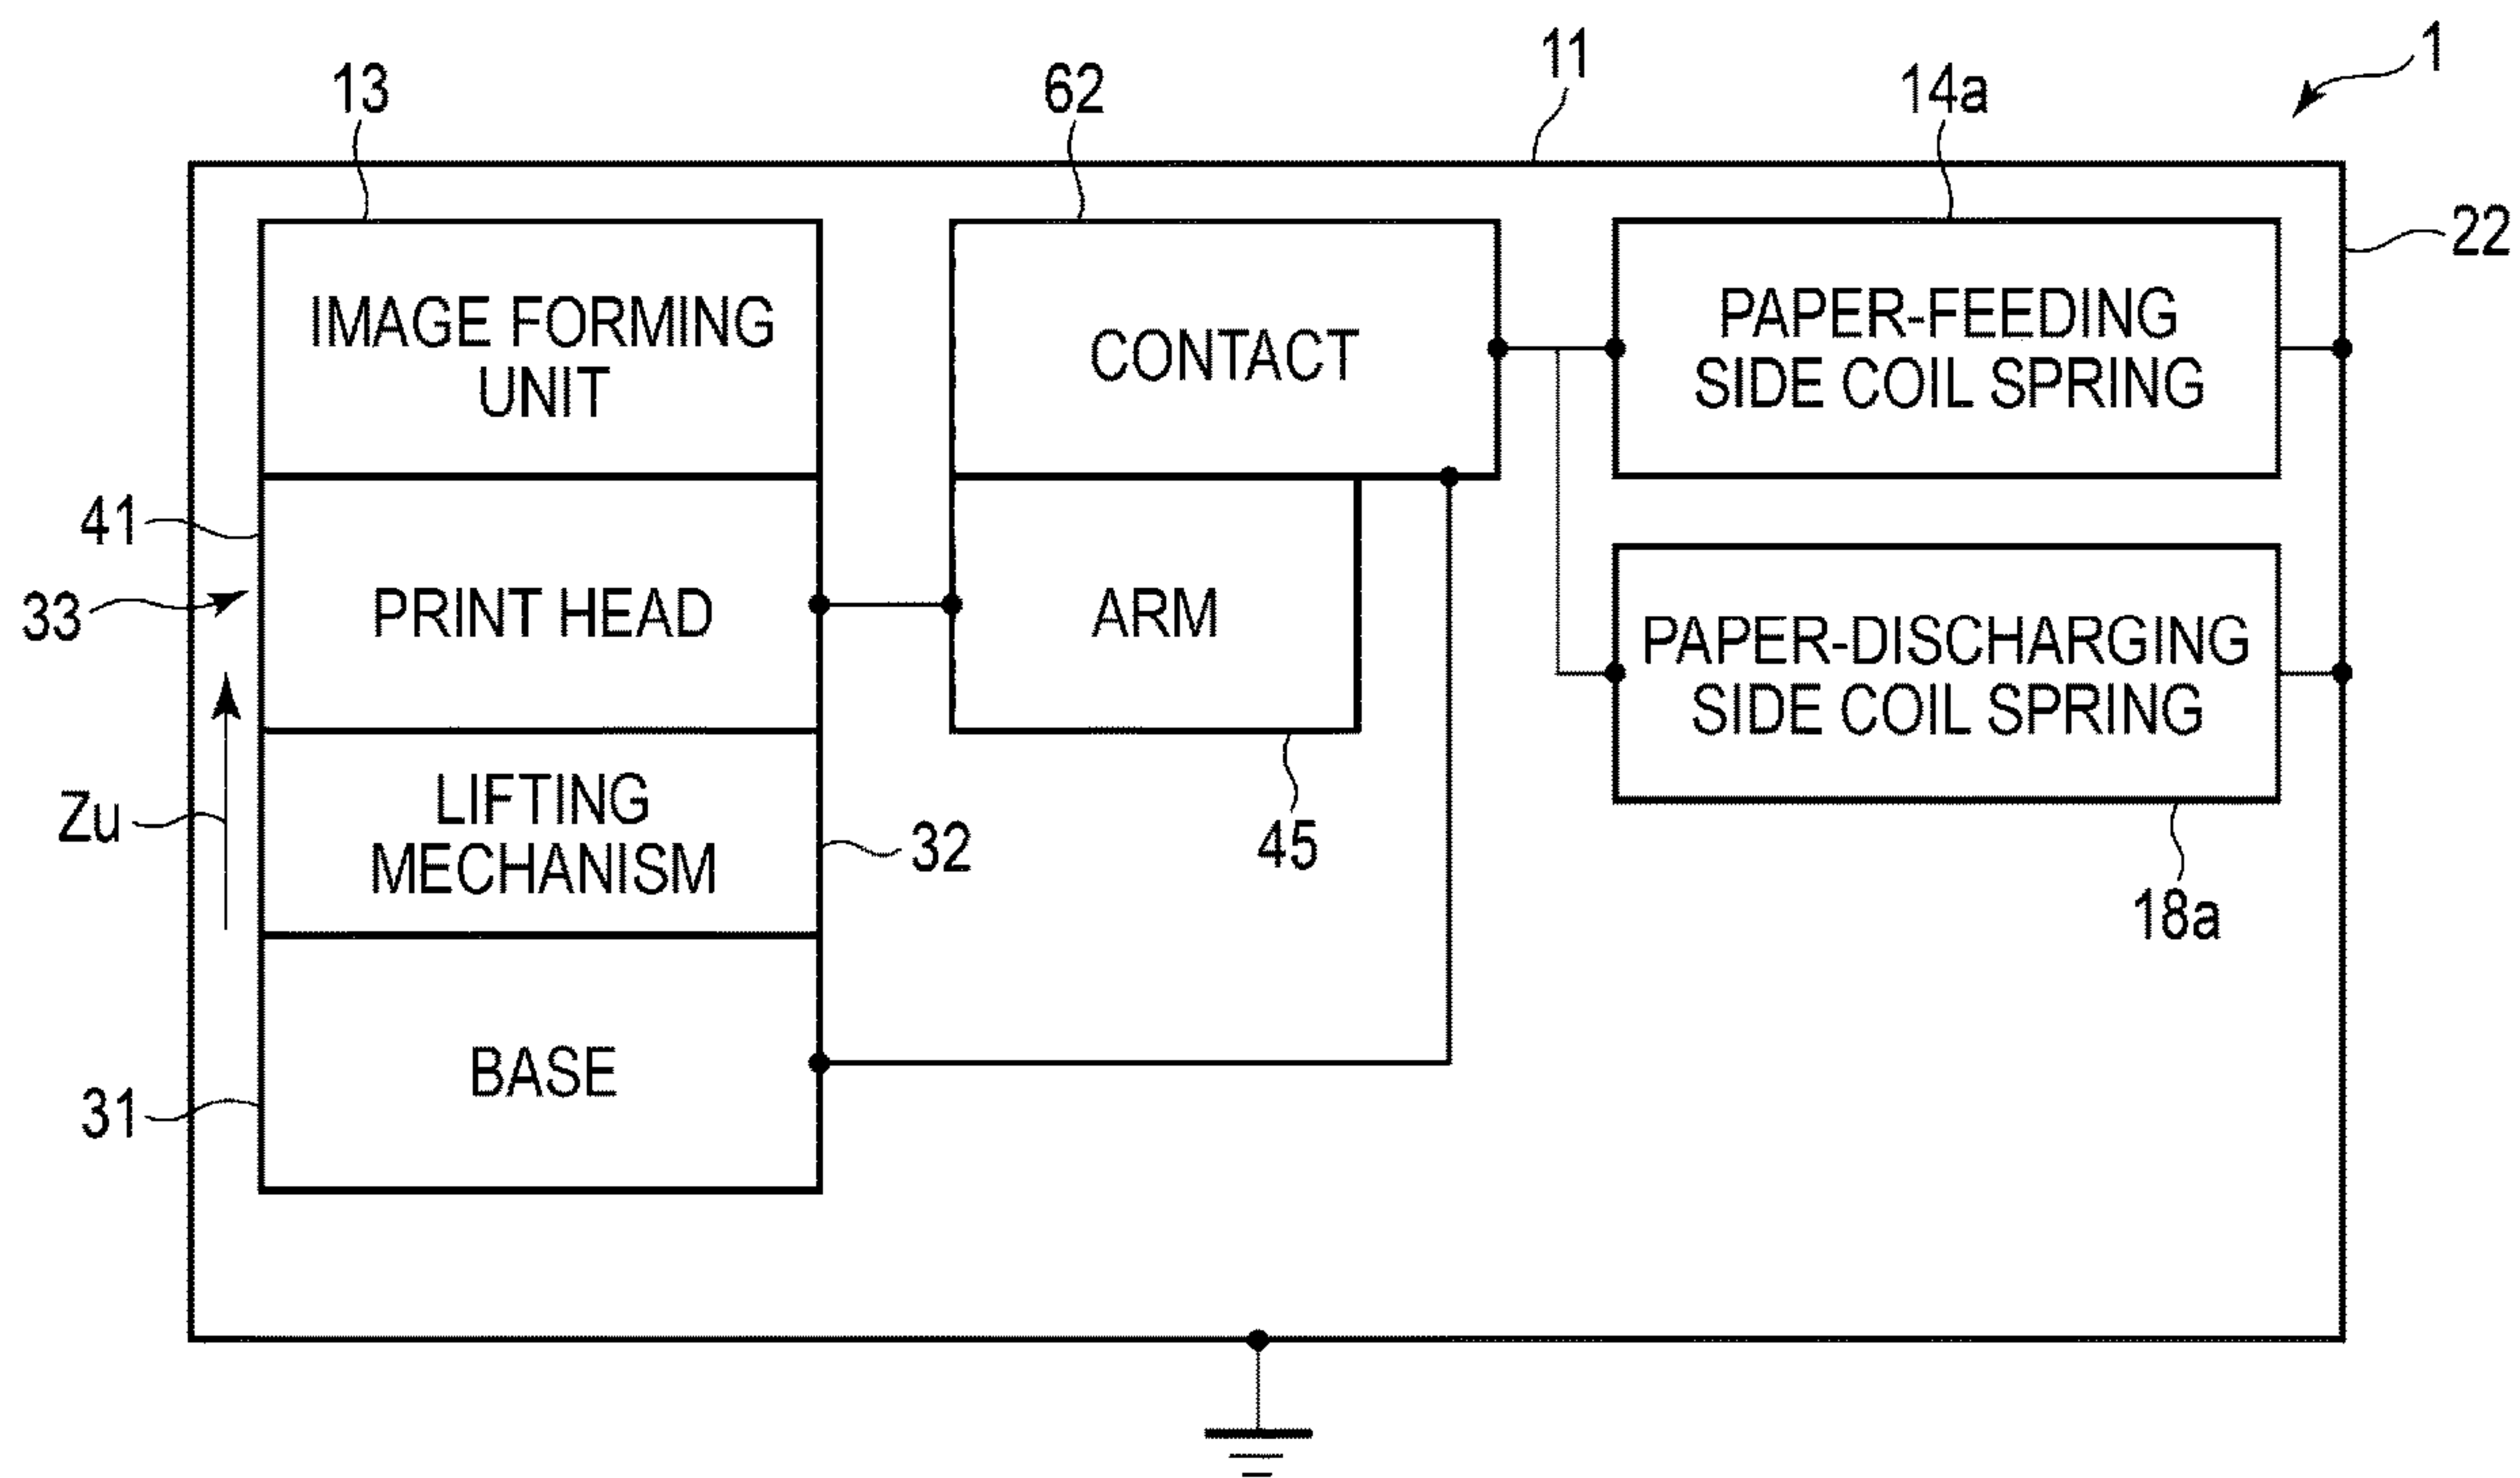 1
11
13
62
14a
22
IMAGE FORMING
UNIT
CONTACT
PAPER-FEEDING
SIDE COIL SPRING
41
33
PRINT HEAD
ARM
PAPER-DISCHARGING
SIDE COIL SPRING
Zu
LIFTING
MECHANISM
32
45
18a
31
BASE